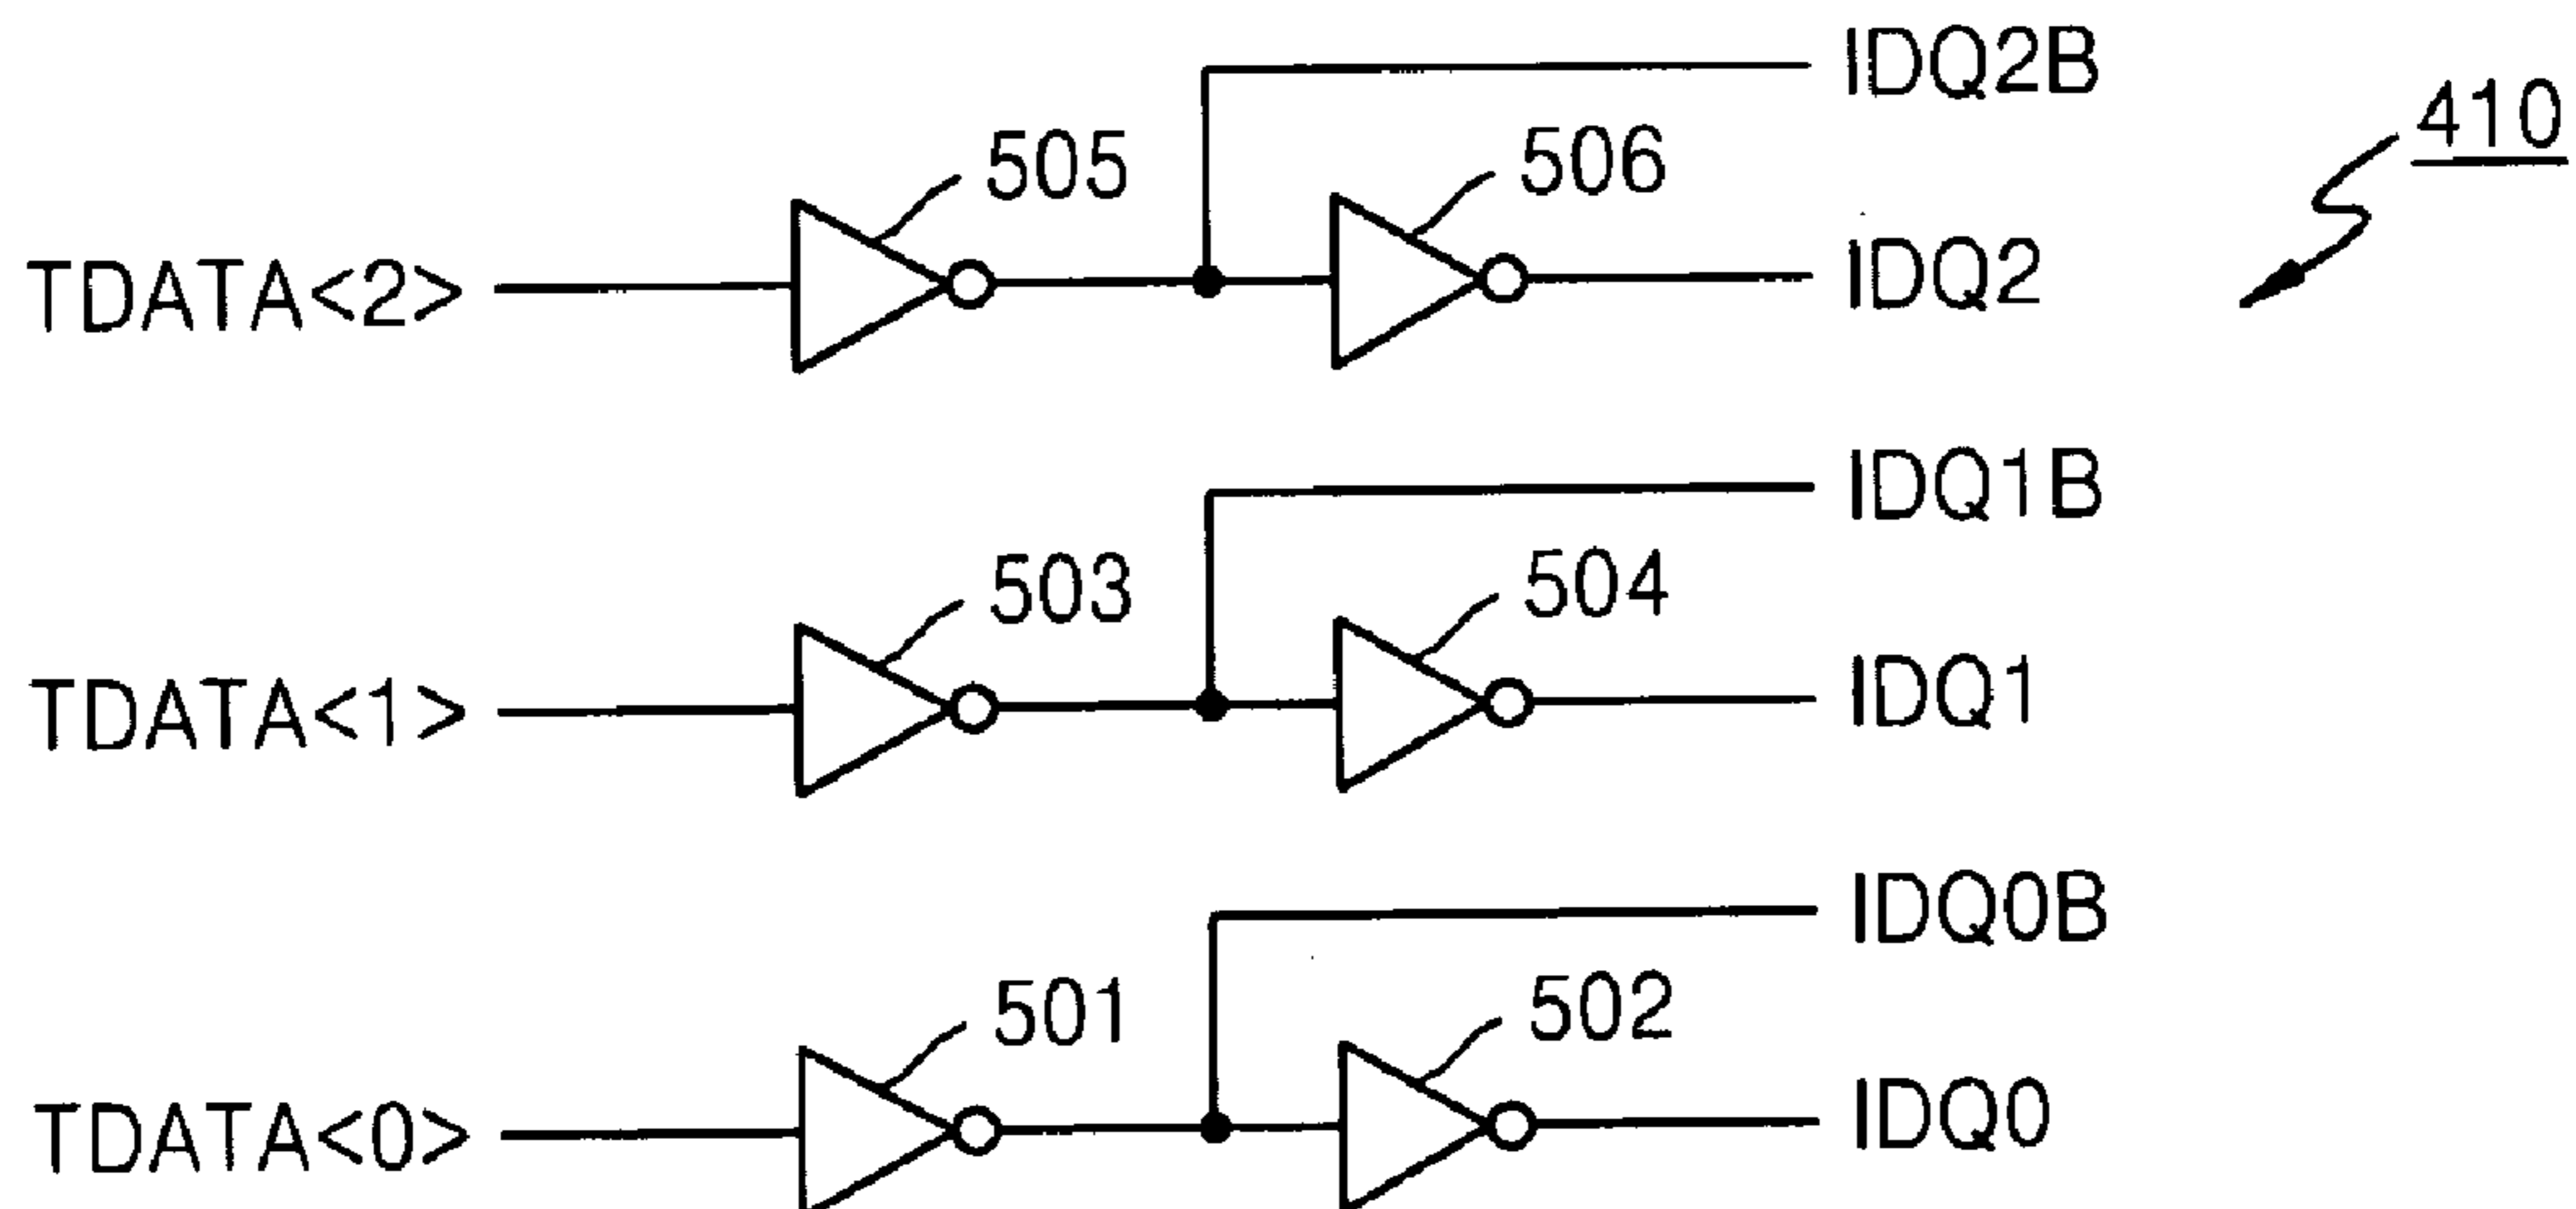 IDQ2B
410
505
506
TDATA<2>
IDQ2
IDQ1B
503
504
TDATA<1>
IDQ1
IDQ0B
501
502
TDATA<0>
IDQ0